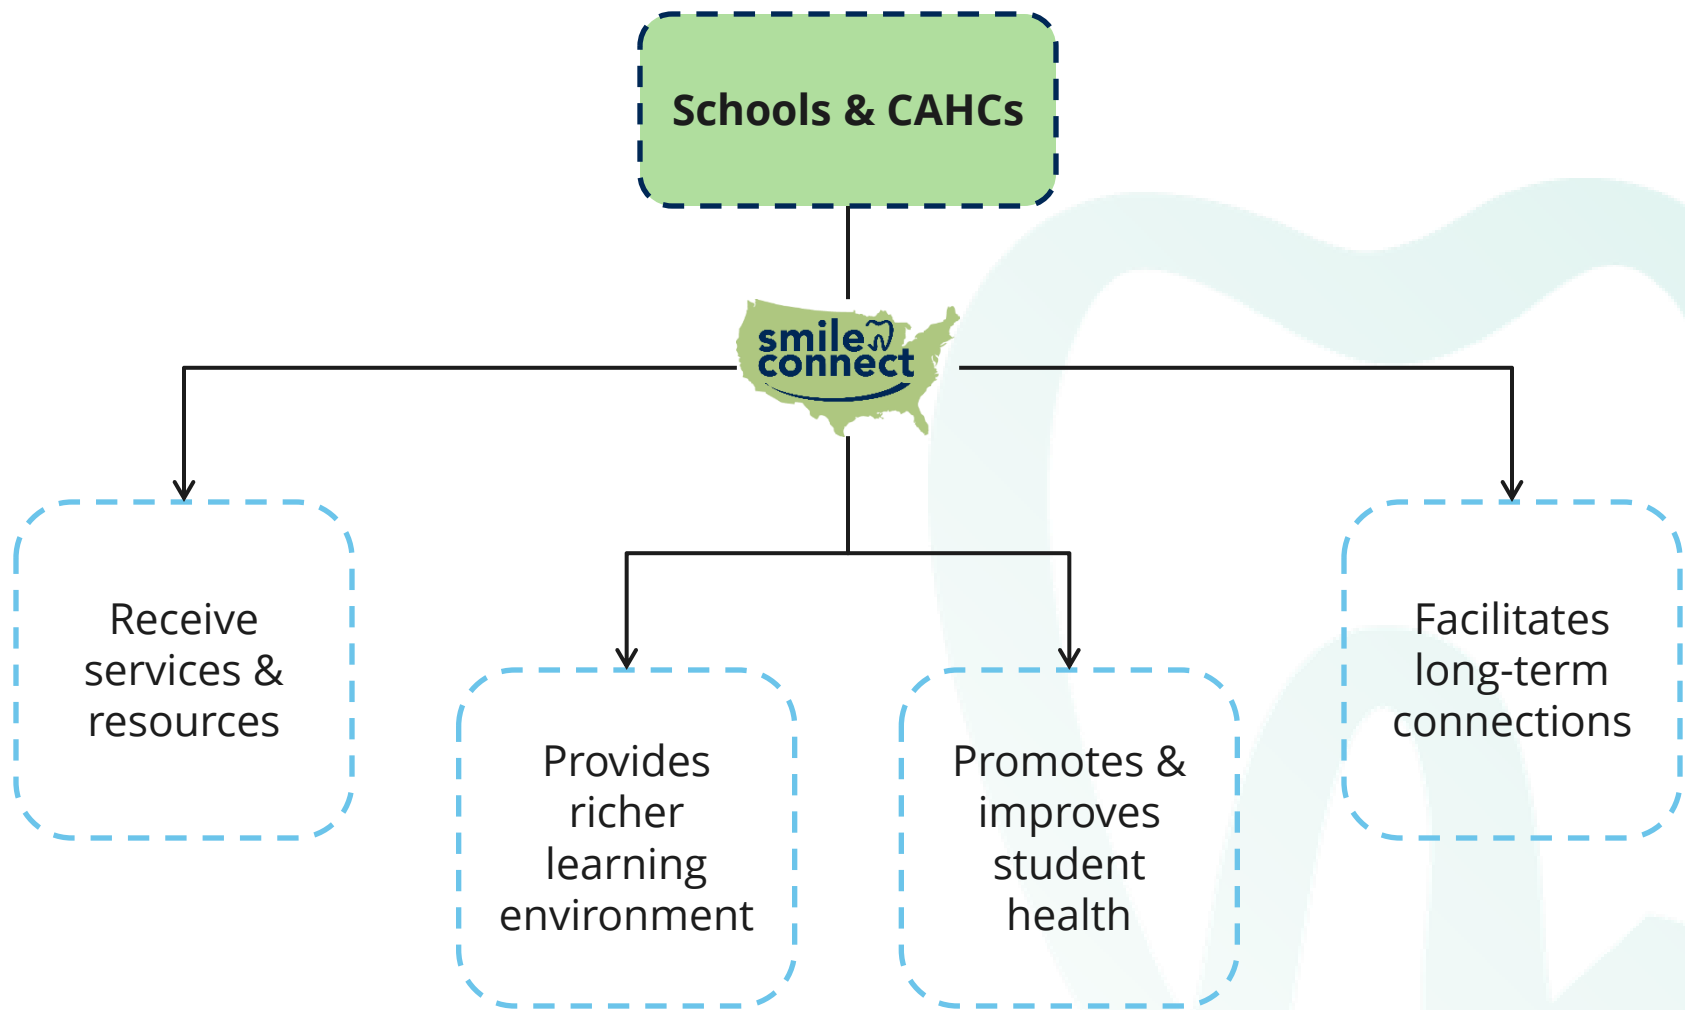 Schools & CAHCs
smile
connect
Receive
services &
resources
Provides
richer
learning
environment
Promotes &
improves
student
health
Facilitates
long-term
connections